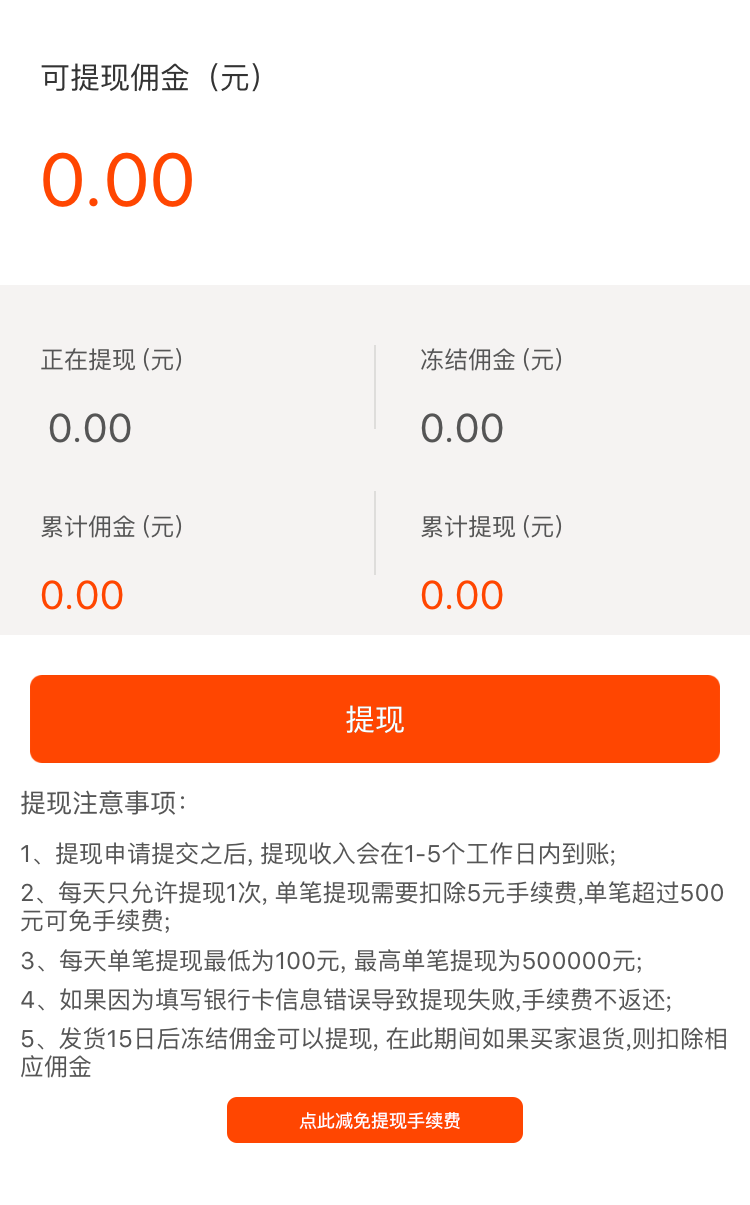 可提现佣金（元）
0.00
正在提现 (元)
冻结佣金 (元)
0.00
0.00
累计佣金 (元)
累计提现 (元)
0.00
0.00
提现
提现注意事项:
1、提现申请提交之后, 提现收入会在1-5个工作日内到账;
2、每天只允许提现1次, 单笔提现需要扣除5元手续费,单笔超过500
元可免手续费;
3、每天单笔提现最低为100元, 最高单笔提现为500000元;
4、如果因为填写银行卡信息错误导致提现失败,手续费不返还;
5、发货15日后冻结佣金可以提现, 在此期间如果买家退货,则扣除相
应佣金
点此减免提现手续费